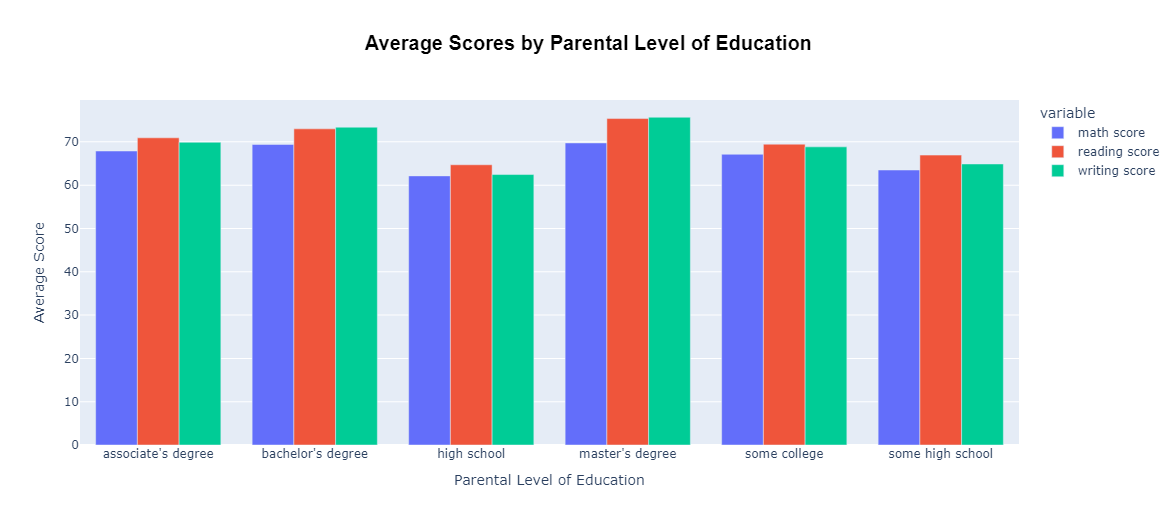 Average Scores by Parental Level of Education
variable
math score
reading score
writing score
Average Score
70
60
50
40
30
20
10
0
associate's degree
bachelor's degree
high school
master's degree
some college
some high school
Parental Level of Education